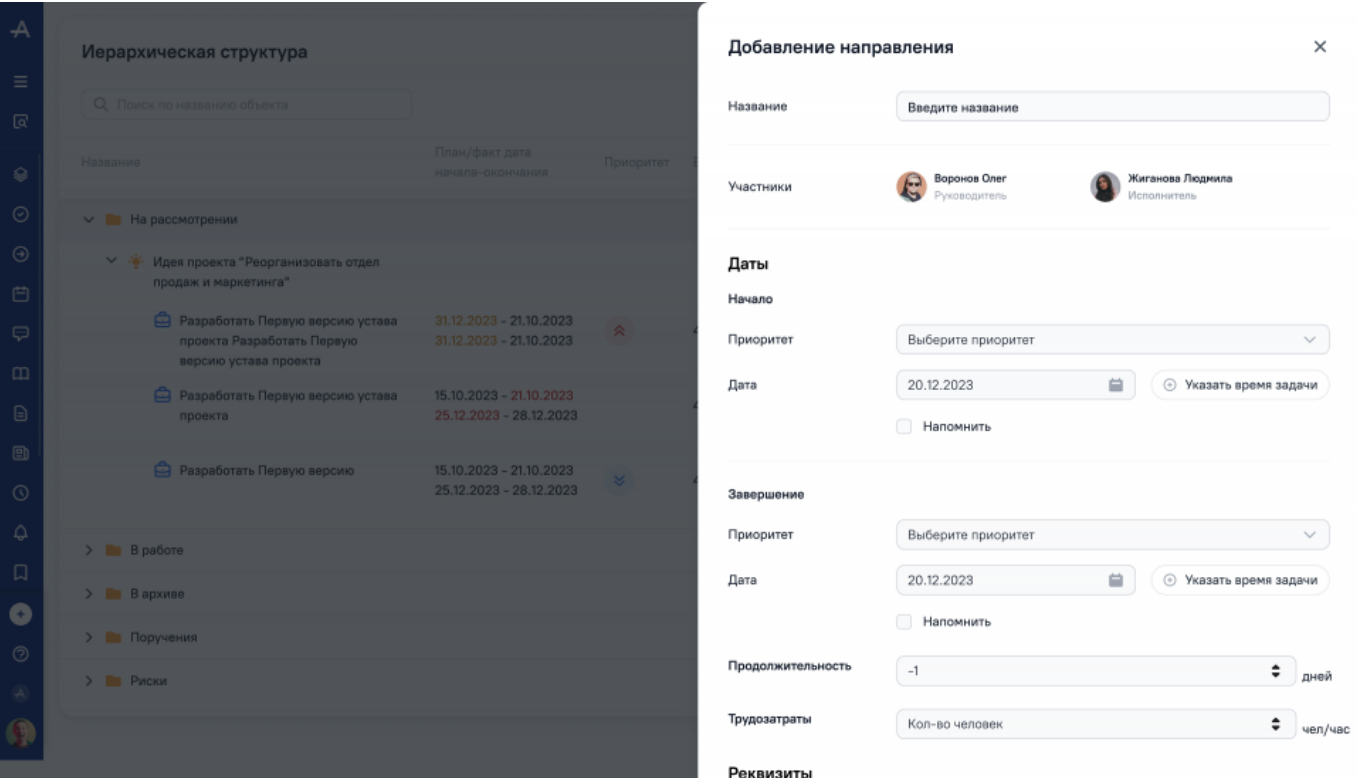 Иерархическая структура
Поиск по названию объекта
Название
План/факт дата
начала-окончания
Приоритет
На рассмотрении
Идея проекта "Реорганизовать отдел
продаж и маркетинга"
Разработать Первую версию устава
проекта Разработать Первую
версию устава проекта
31.12.2023 - 21.10.2023
31.12.2023 - 21.10.2023
Разработать Первую версию устава
проекта
15.10.2023 - 21.10.2023
25.12.2023 - 28.12.2023
Разработать Первую версию
15.10.2023 - 21.10.2023
25.12.2023 - 28.12.2023
В работе
В архиве
Поручения
Риски
Добавление направления
Название
Введите название
Участники
Воронов Олег
Руководитель
Жиганова Людмила
Исполнитель
Даты
Начало
Приоритет
Выберите приоритет
Дата
20.12.2023
Указать время задачи
Напомнить
Завершение
Приоритет
Выберите приоритет
Дата
20.12.2023
Указать время задачи
Напомнить
Продолжительность
-1
дней
Трудозатраты
Кол-во человек
чел/час
Реквизиты